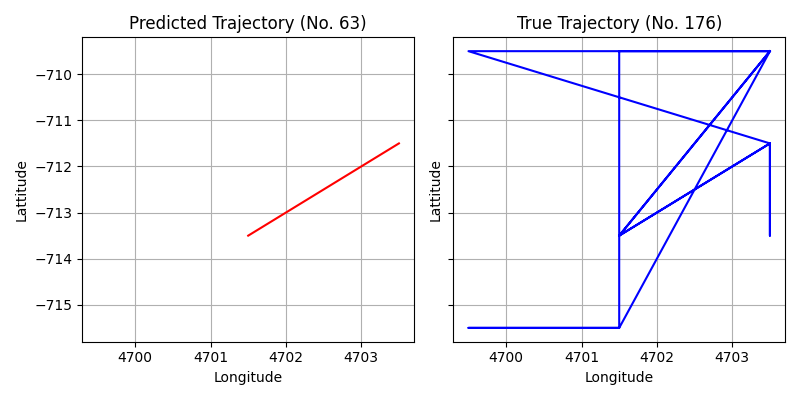 Predicted Trajectory (No. 63)
True Trajectory (No. 176)
Lattitude
−710
−711
−712
−713
−714
−715
4700
4701
4702
4703
Longitude
Lattitude
4700
4701
4702
4703
Longitude